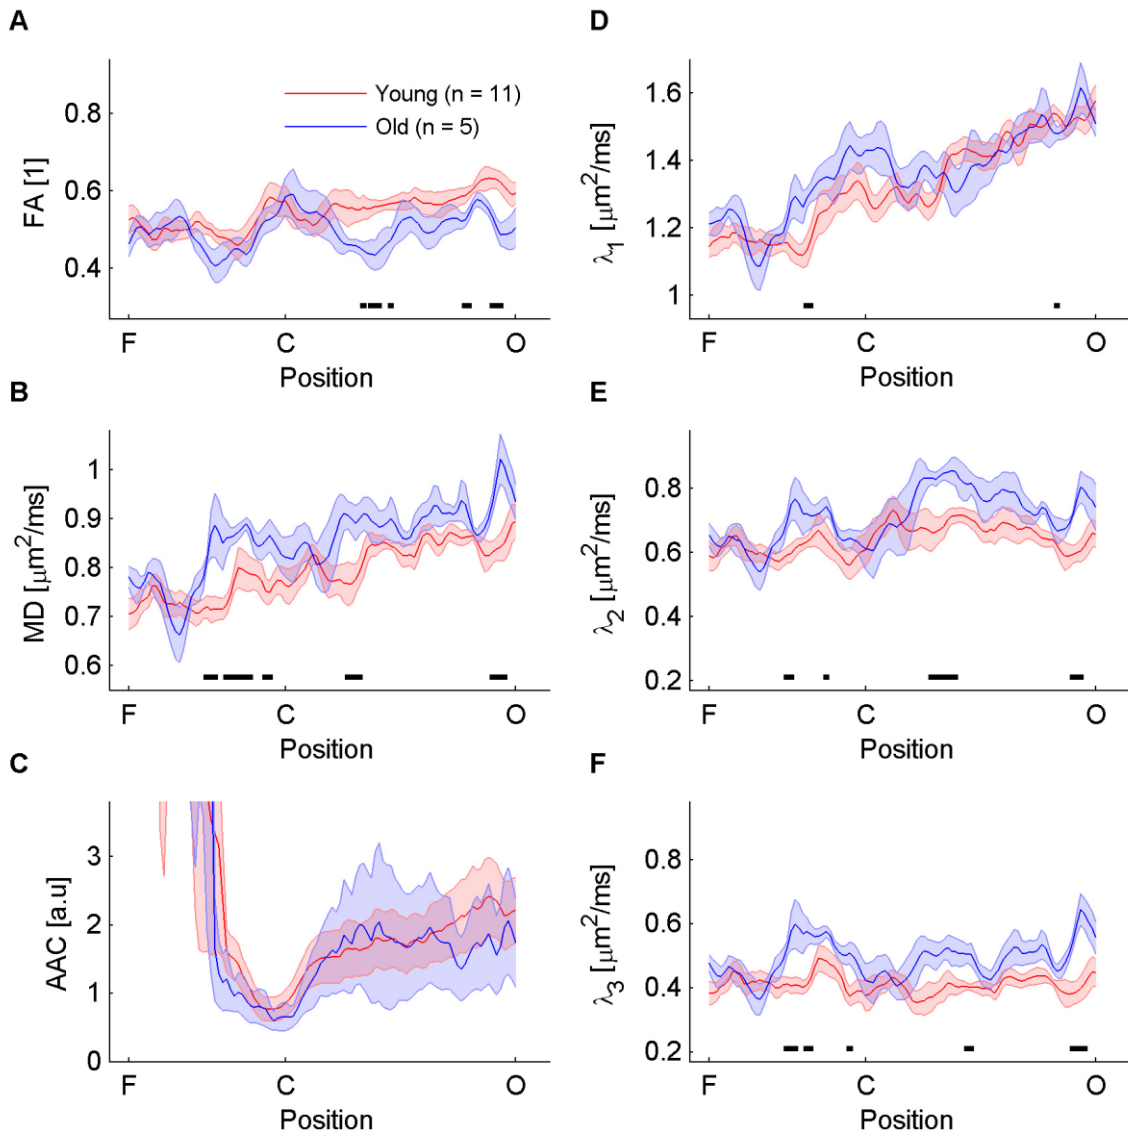 A
FA [1]
0.8
0.6
0.4
Young (n = 11)
Old (n = 5)
F
C
O
Position
D
λ1 [μm2/ms]
1.6
1.4
1.2
1
F
C
O
Position
B
MD [μm2/ms]
1
0.9
0.8
0.7
0.6
F
C
O
Position
E
λ2 [μm2/ms]
0.8
0.6
0.4
0.2
F
C
O
Position
C
AAC [a.u]
3
2
1
0
F
C
O
Position
F
λ3 [μm2/ms]
0.8
0.6
0.4
0.2
F
C
O
Position